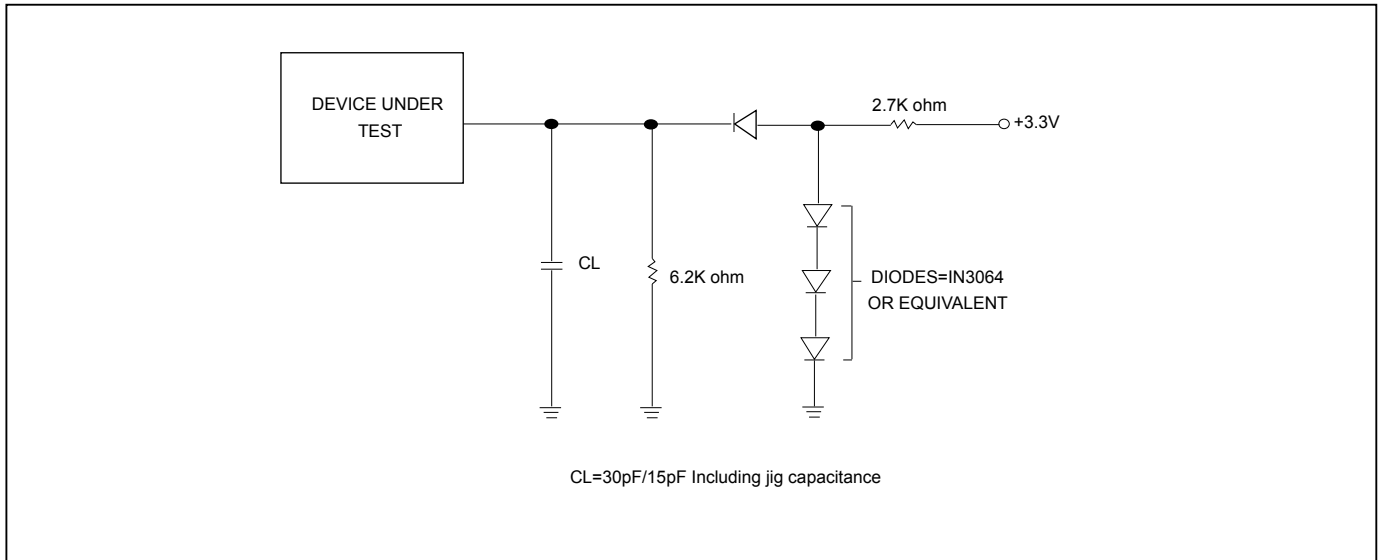 DEVICE UNDER
TEST
2.7K ohm
+3.3V
CL
6.2K ohm
DIODES=IN3064
OR EQUIVALENT
CL=30pF/15pF Including jig capacitance